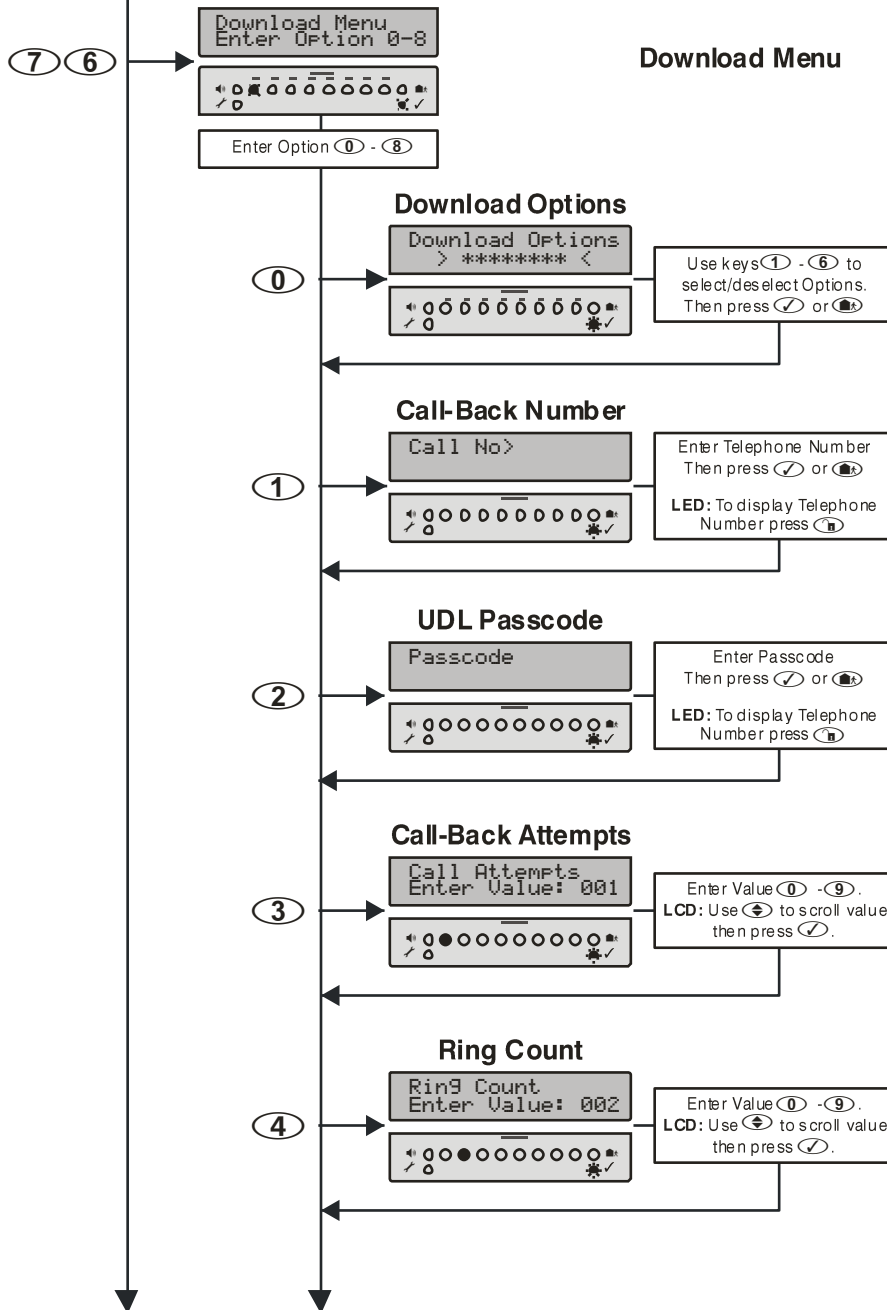 Download Menu
Enter Option 0-8
Download Menu
7 6
Enter Option 0 - 8
Download Options
Download Options
> ******** <
0
Use keys 1 - 6 to
select/deselect Options.
Then press ✓ or
Call-Back Number
Call No>
1
Enter Telephone Number
Then press ✓ or
LED: To display Telephone
Number press
UDL Passcode
Passcode
2
Enter Passcode
Then press ✓ or
LED: To display Telephone
Number press
Call-Back Attempts
Call Attempts
Enter Value: 001
3
Enter Value 0 - 9.
LCD: Use to scroll value
then press ✓.
Ring Count
Ring Count
Enter Value: 002
4
Enter Value 0 - 9.
LCD: Use to scroll value
then press ✓.